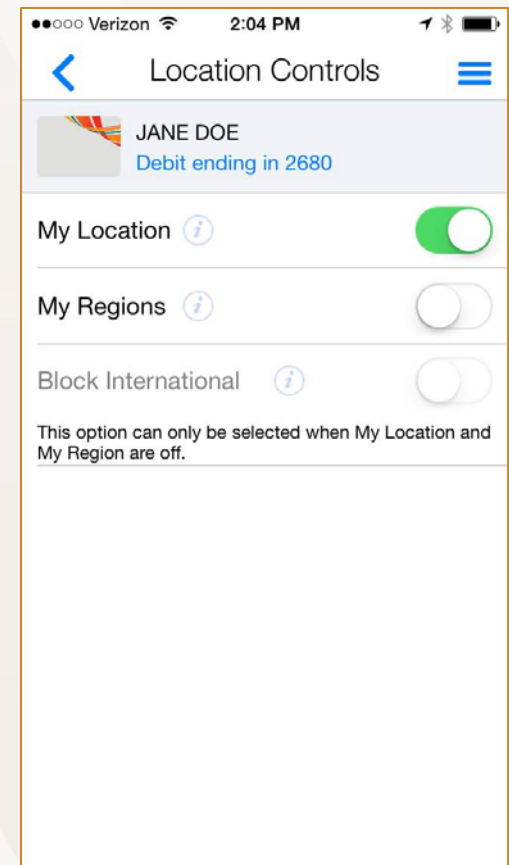 Verizon 2:04 PM
Location Controls
JANE DOE
Debit ending in 2680
My Location i
My Regions i
Block International i
This option can only be selected when My Location and
My Region are off.